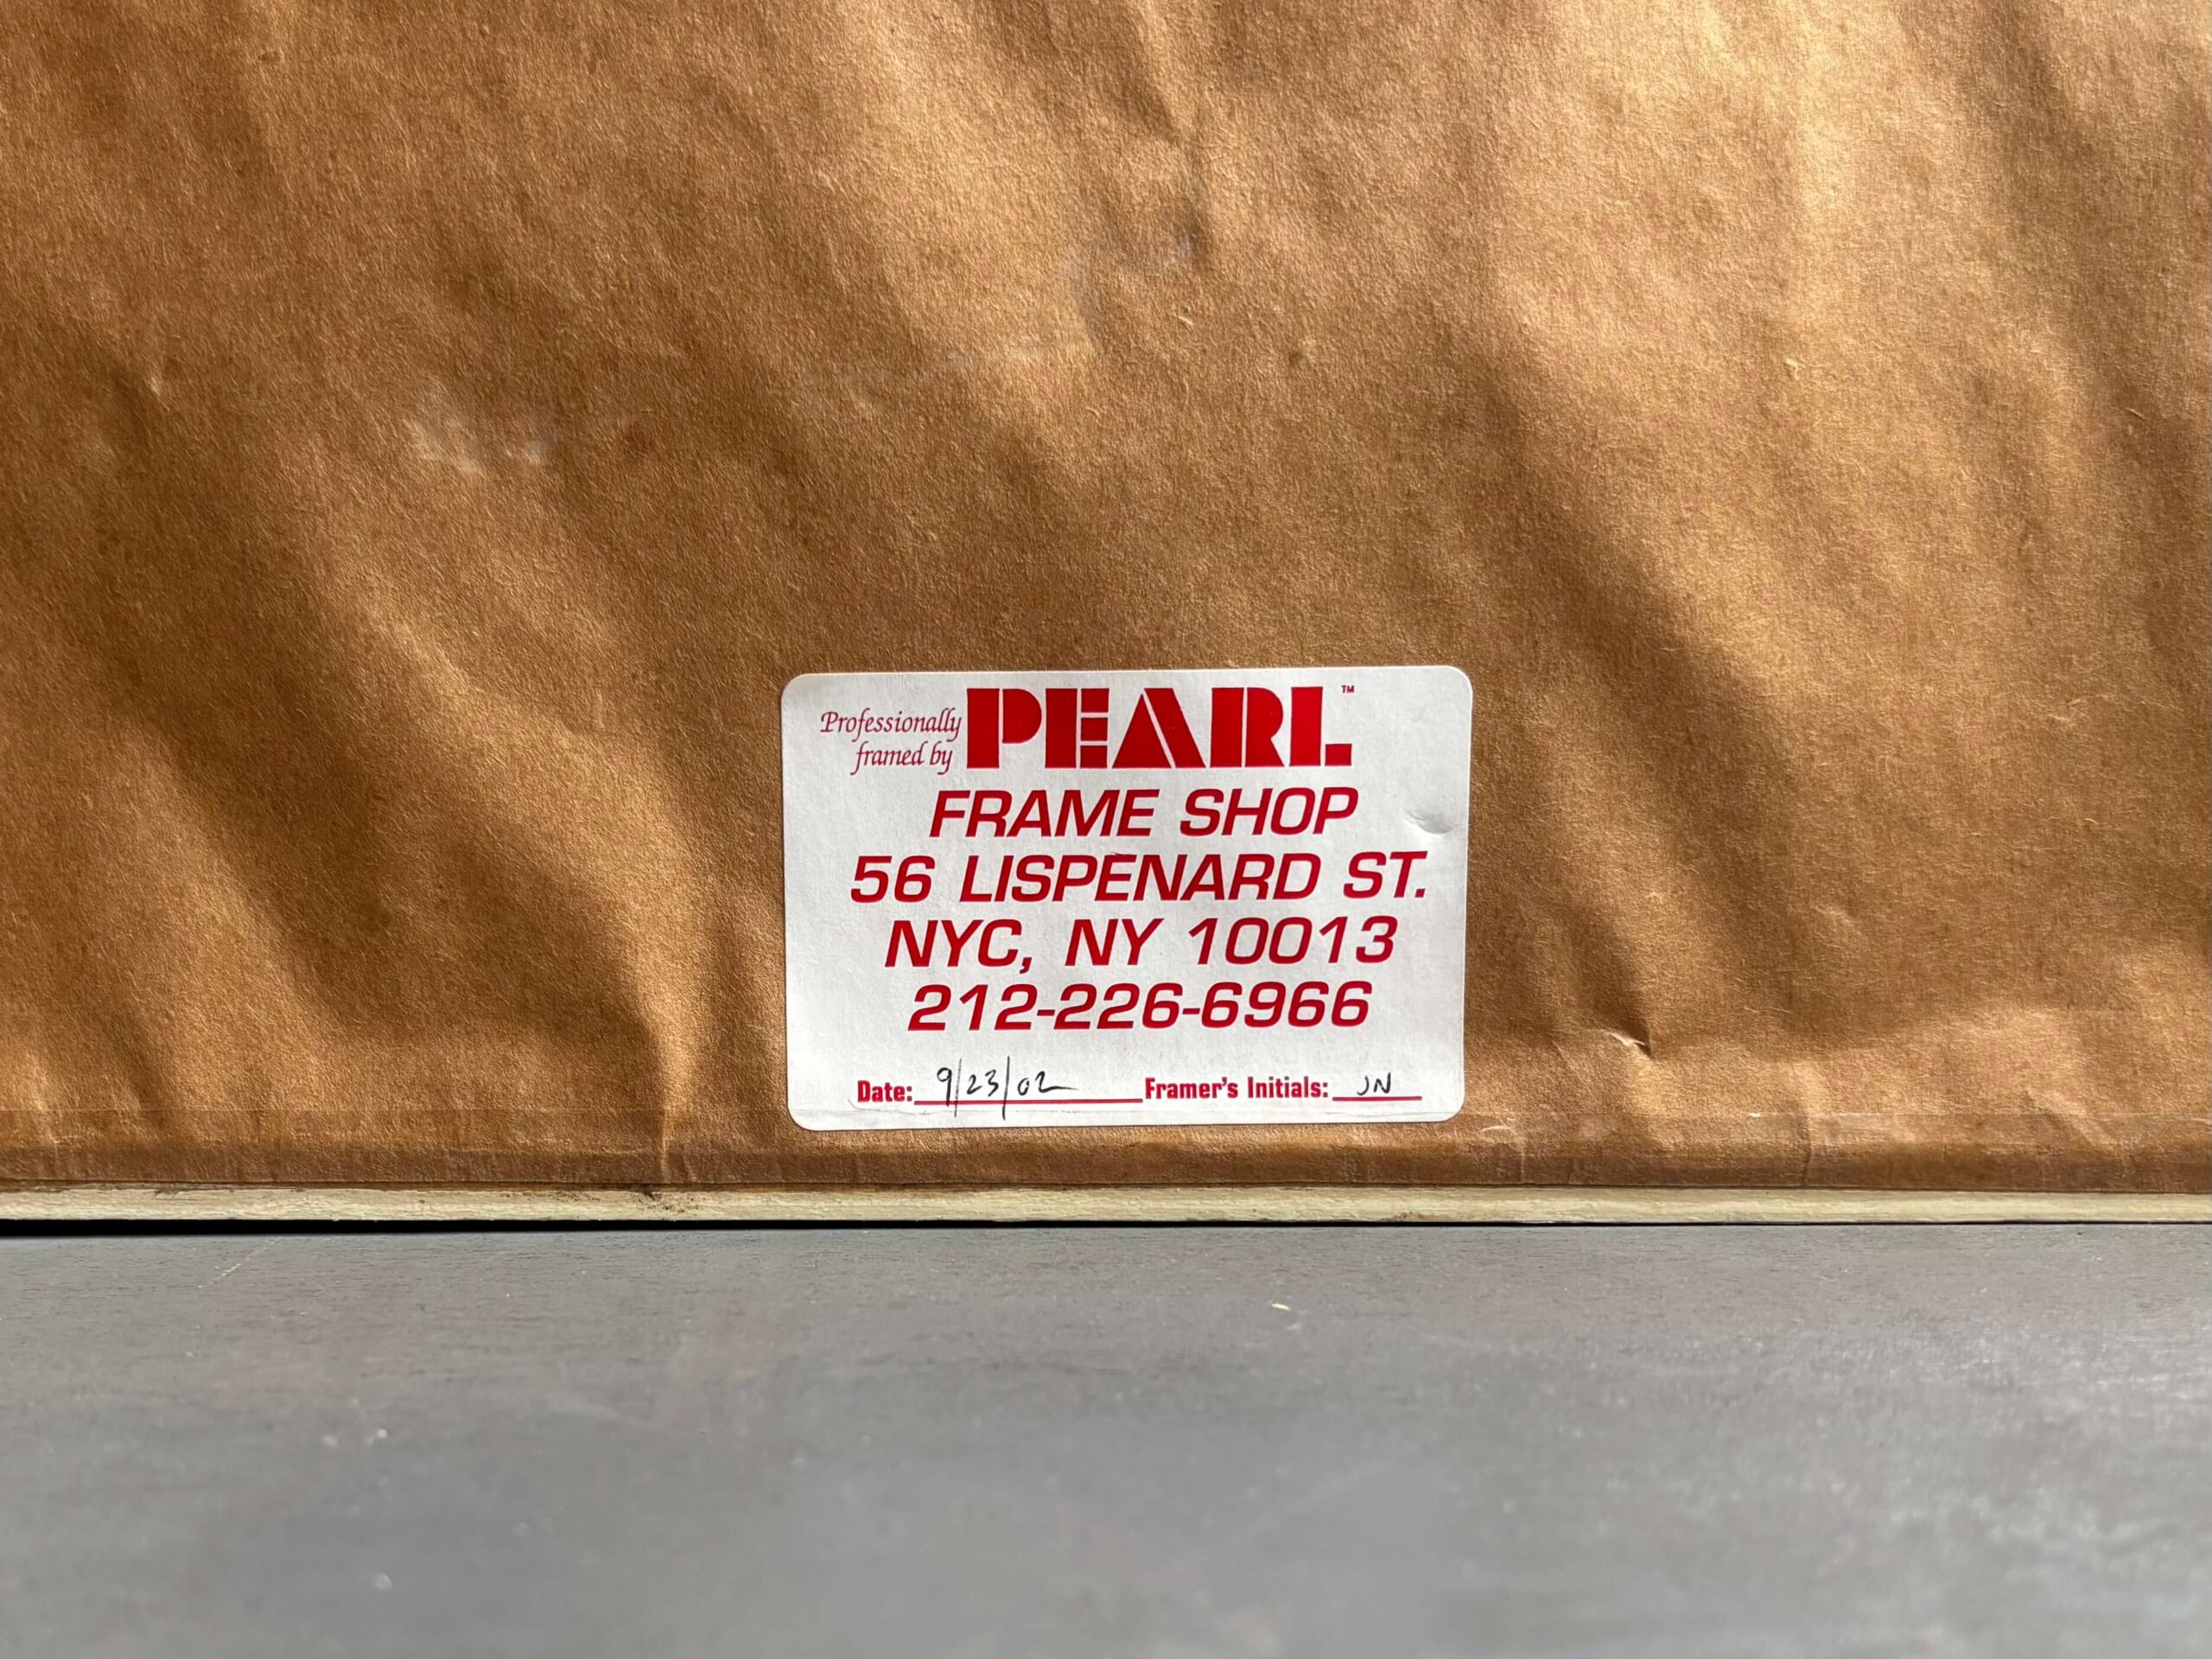 Professionally
framed by PEARL™
FRAME SHOP
56 LISPENARD ST.
NYC, NY 10013
212-226-6966
Date: 9/23/02 Framer's Initials: JN